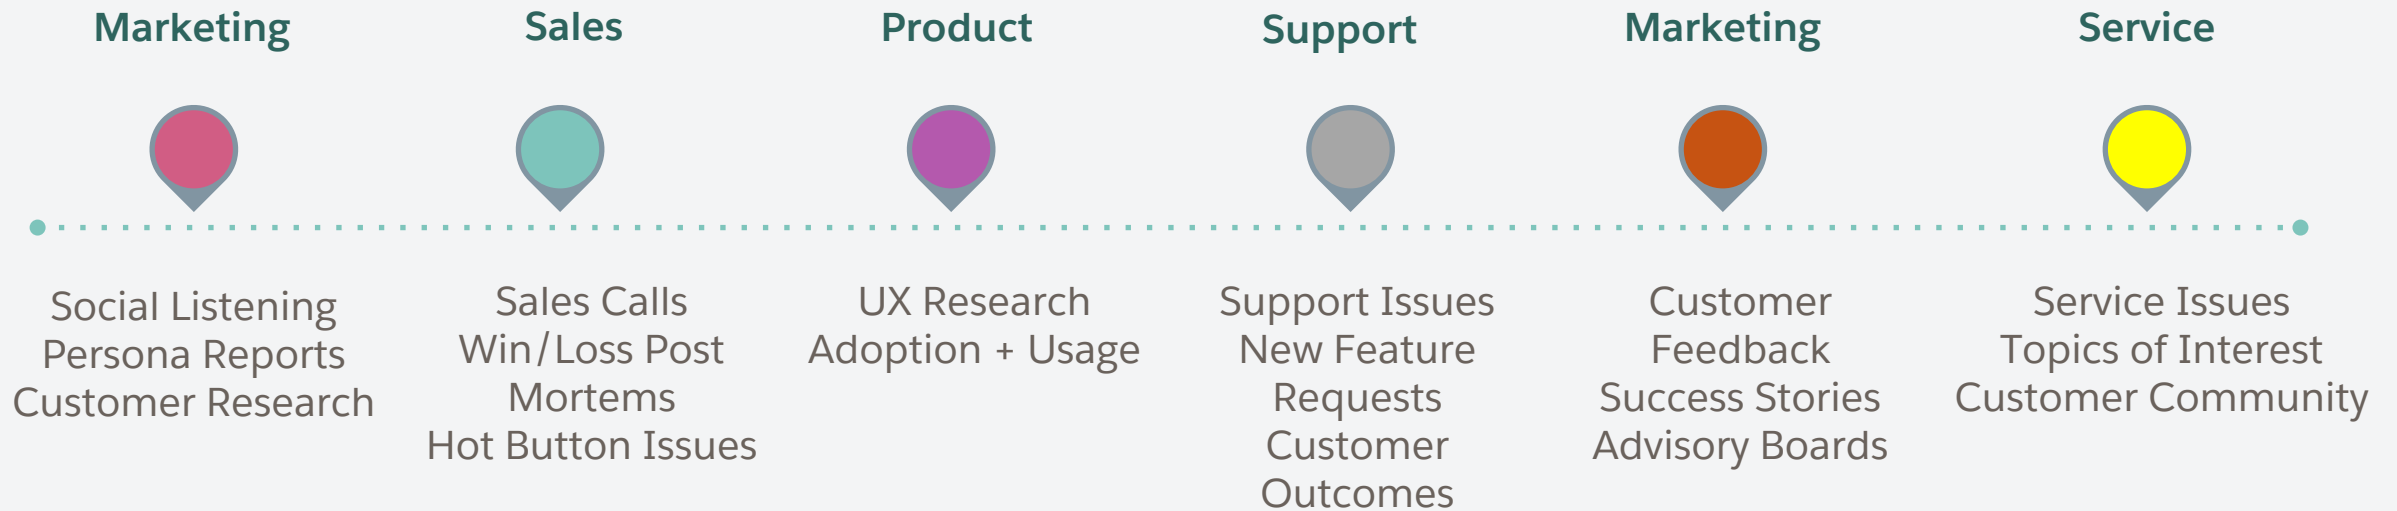 Marketing
Sales
Product
Support
Marketing
Service
Social Listening
Persona Reports
Customer Research
Sales Calls
Win/Loss Post
Mortems
Hot Button Issues
UX Research
Adoption + Usage
Support Issues
New Feature
Requests
Customer
Outcomes
Customer
Feedback
Success Stories
Advisory Boards
Service Issues
Topics of Interest
Customer Community